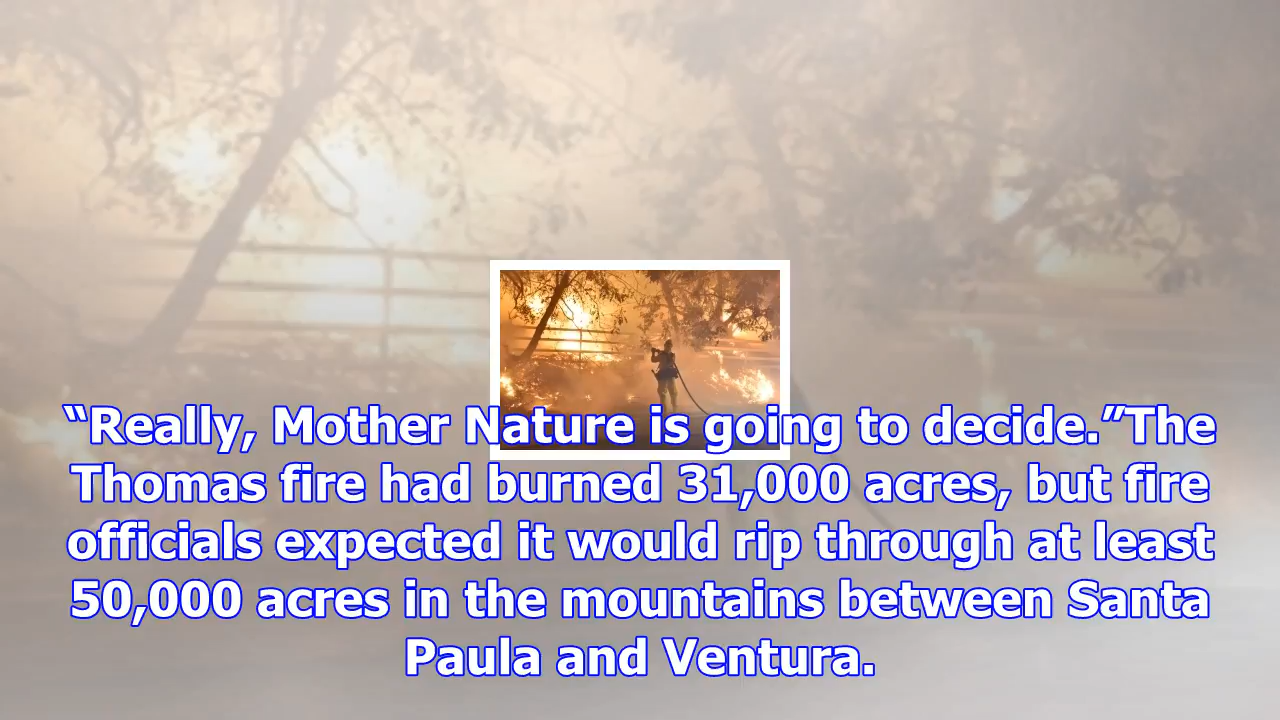 “Really, Mother Nature is going to decide.”The
Thomas fire had burned 31,000 acres, but fire
officials expected it would rip through at least
50,000 acres in the mountains between Santa
Paula and Ventura.